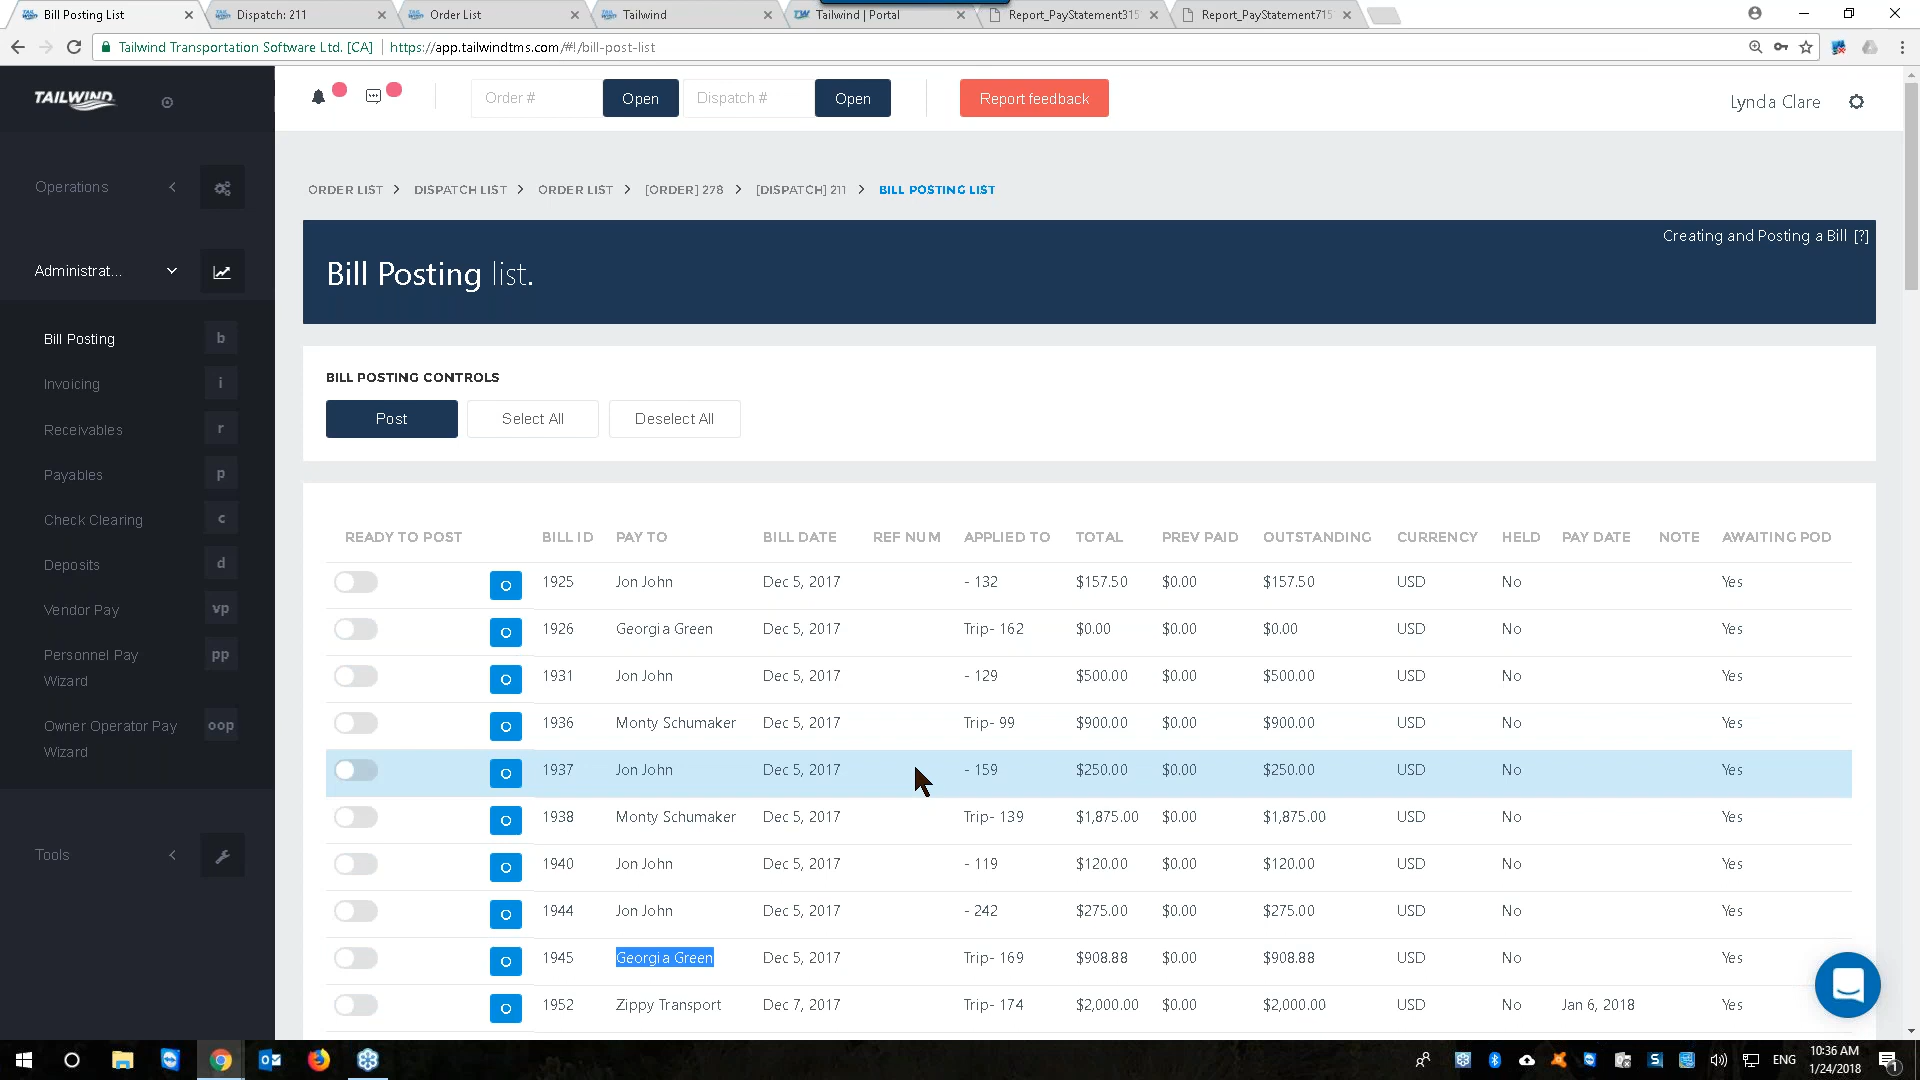 Bill Posting List
Dispatch: 211
Order List
Tailwind
Tailwind | Portal
Report_PayStatement315
Report_PayStatement715
Tailwind Transportation Software Ltd. [CA]
https://app.tailwindtms.com/#!/bill-post-list
TAILWIND
Order #
Open
Dispatch #
Open
Report feedback
Lynda Clare
Operations
Administrat...
Bill Posting b
Invoicing i
Receivables r
Payables p
Check Clearing c
Deposits d
Vendor Pay vp
Personnel Pay Wizard pp
Owner Operator Pay Wizard oop
Tools
ORDER LIST > DISPATCH LIST > ORDER LIST > [ORDER] 278 > [DISPATCH] 211 > BILL POSTING LIST
Creating and Posting a Bill [?]
Bill Posting list.
BILL POSTING CONTROLS
Post Select All Deselect All
READY TO POST BILL ID PAY TO BILL DATE REF NUM APPLIED TO TOTAL PREV PAID OUTSTANDING CURRENCY HELD PAY DATE NOTE AWAITING POD
O 1925 Jon John Dec 5, 2017 - 132 $157.50 $0.00 $157.50 USD No Yes
O 1926 Georgia Green Dec 5, 2017 Trip- 162 $0.00 $0.00 $0.00 USD No Yes
O 1931 Jon John Dec 5, 2017 - 129 $500.00 $0.00 $500.00 USD No Yes
O 1936 Monty Schumaker Dec 5, 2017 Trip- 99 $900.00 $0.00 $900.00 USD No Yes
O 1937 Jon John Dec 5, 2017 - 159 $250.00 $0.00 $250.00 USD No Yes
O 1938 Monty Schumaker Dec 5, 2017 Trip- 139 $1,875.00 $0.00 $1,875.00 USD No Yes
O 1940 Jon John Dec 5, 2017 - 119 $120.00 $0.00 $120.00 USD No Yes
O 1944 Jon John Dec 5, 2017 - 242 $275.00 $0.00 $275.00 USD No Yes
O 1945 Georgia Green Dec 5, 2017 Trip- 169 $908.88 $0.00 $908.88 USD No Yes
O 1952 Zippy Transport Dec 7, 2017 Trip- 174 $2,000.00 $0.00 $2,000.00 USD No Jan 6, 2018 Yes
ENG
10:36 AM
1/24/2018
1